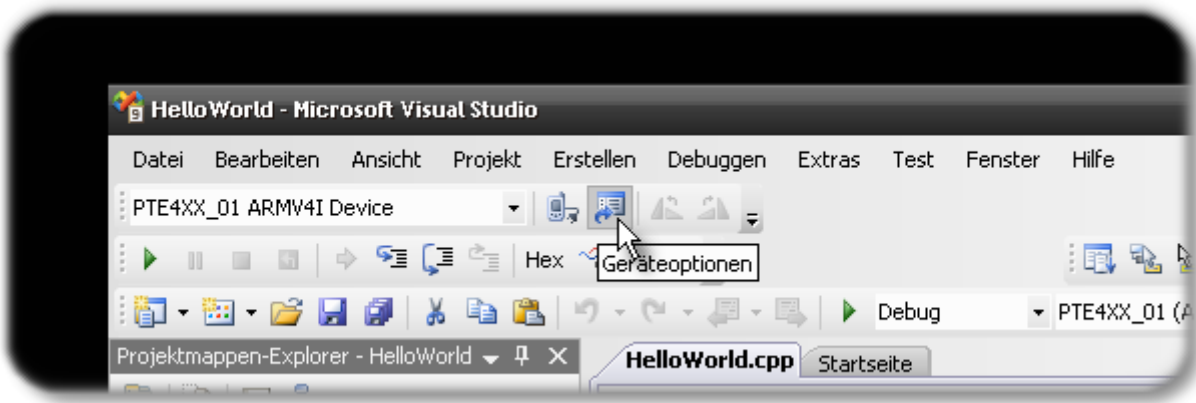 HelloWorld - Microsoft Visual Studio
Datei Bearbeiten Ansicht Projekt Erstellen Debuggen Extras Test Fenster Hilfe
PTE4XX_01 ARMV4I Device
Hex
Geräteoptionen
Debug PTE4XX_01 (A
Projektmappen-Explorer - HelloWorld HelloWorld.cpp Startseite